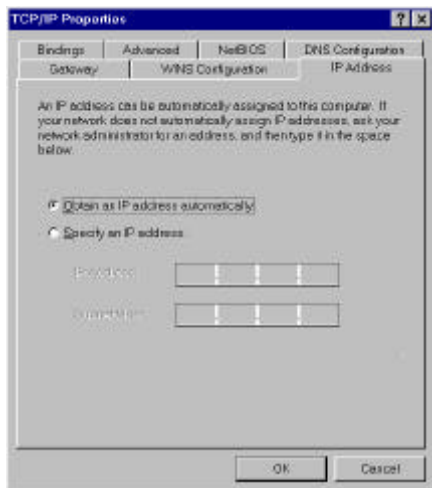 TCP/IP Properties
Bindings Advanced NetBIOS DNS Configuration
Gateway WINS Configuration IP Address
An IP address can be automatically assigned to this computer. If
your network does not automatically assign IP addresses, ask your
network administrator for an address, and then type it in the space
below.
Obtain an IP address automatically
Specify an IP address
IP Address
Subnet Mask
OK Cancel